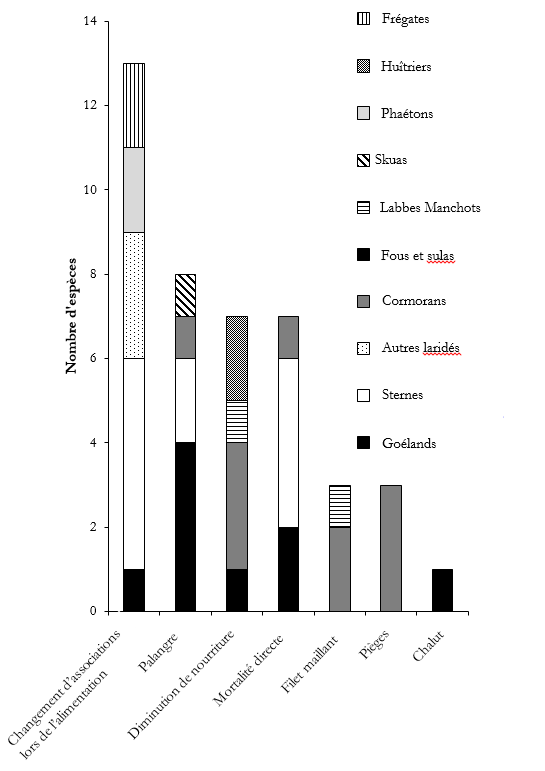 14
12
10
8
6
4
2
0
Nombre d'espèces
Frégates
Huîtriers
Phaétons
Skuas
Labbes Manchots
Fous et sulas
Cormorans
Autres laridés
Sternes
Goélands
Changement d'associations
lors de l'alimentation
Palangre
Diminution de nourriture
Mortalité directe
Filet maillant
Pièges
Chalut